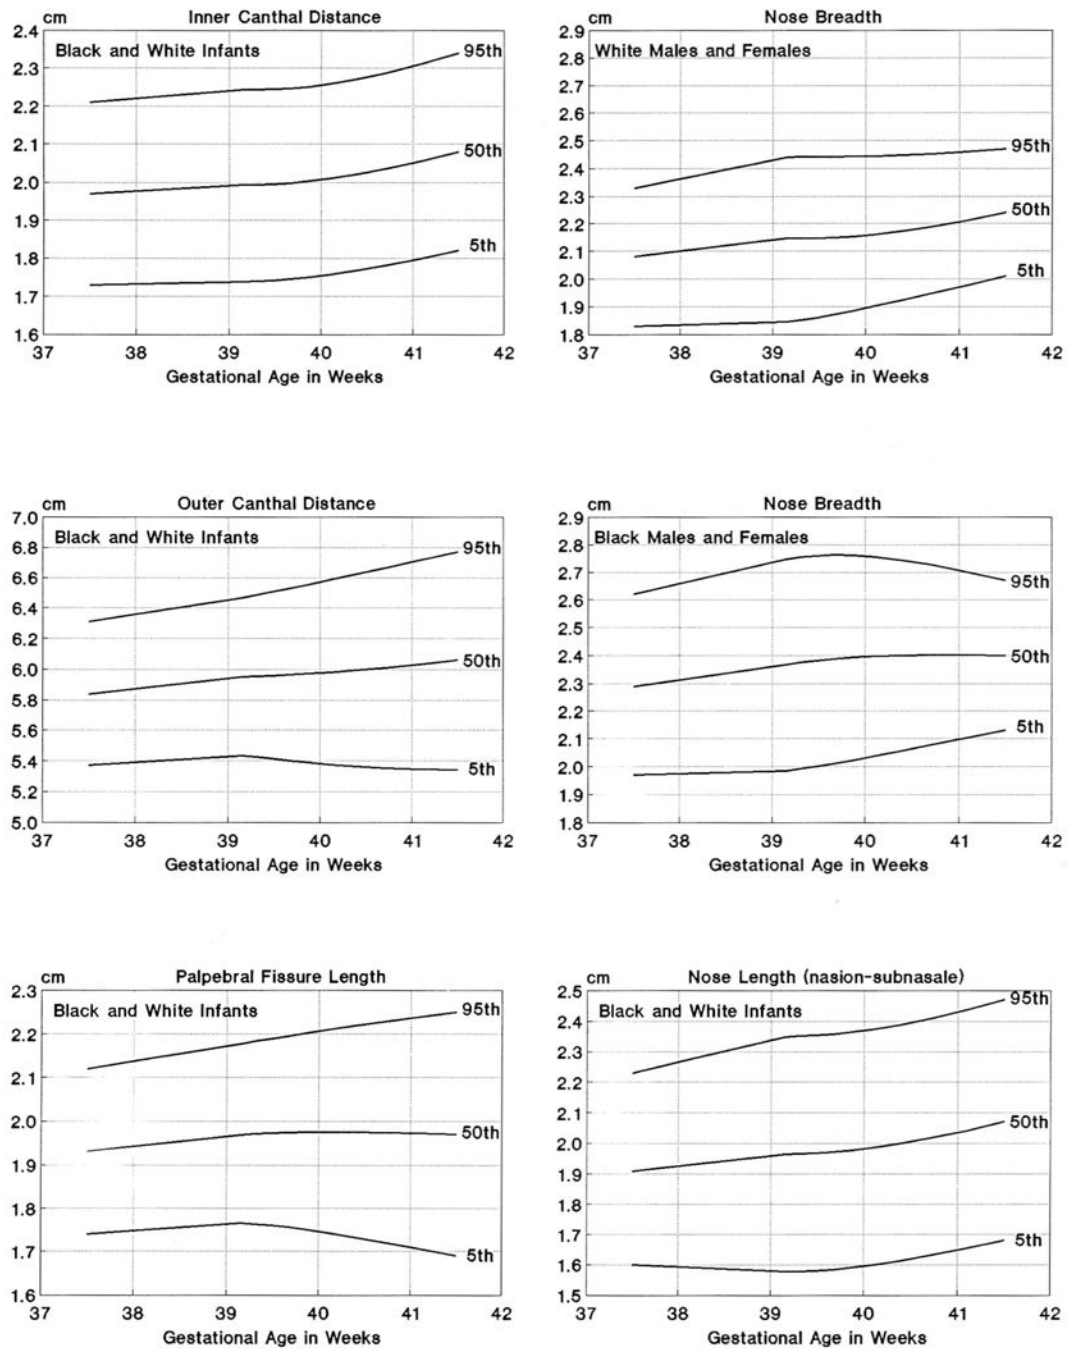 cm Inner Canthal Distance
2.4
Black and White Infants
95th
2.3
2.2
2.1
50th
2.0
1.9
5th
1.8
1.7
1.6
37 38 39 40 41 42
Gestational Age in Weeks
cm Nose Breadth
2.9
White Males and Females
2.8
2.7
2.6
2.5
95th
2.4
2.3
50th
2.2
2.1
5th
2.0
1.9
1.8
37 38 39 40 41 42
Gestational Age in Weeks
cm Outer Canthal Distance
7.0
Black and White Infants
6.8
95th
6.6
6.4
6.2
50th
6.0
5.8
5.6
5.4
5th
5.2
5.0
37 38 39 40 41 42
Gestational Age in Weeks
cm Nose Breadth
2.9
Black Males and Females
2.8
2.7
95th
2.6
2.5
2.4
50th
2.3
2.2
5th
2.1
2.0
1.9
1.8
37 38 39 40 41 42
Gestational Age in Weeks
cm Palpebral Fissure Length
2.3
Black and White Infants
95th
2.2
2.1
2.0
50th
1.9
1.8
1.7
5th
1.6
37 38 39 40 41 42
Gestational Age in Weeks
cm Nose Length (nasion-subnasale)
2.5
95th
Black and White Infants
2.4
2.3
2.2
2.1
50th
2.0
1.9
1.8
1.7
5th
1.6
1.5
37 38 39 40 41 42
Gestational Age in Weeks